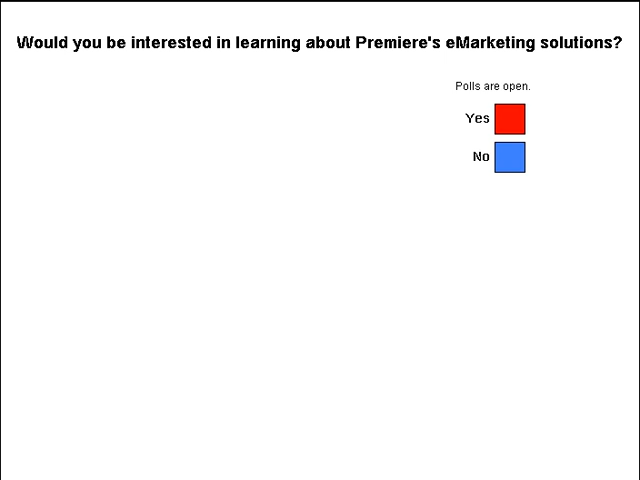 Would you be interested in learning about Premiere's eMarketing solutions?
Polls are open.
Yes
No